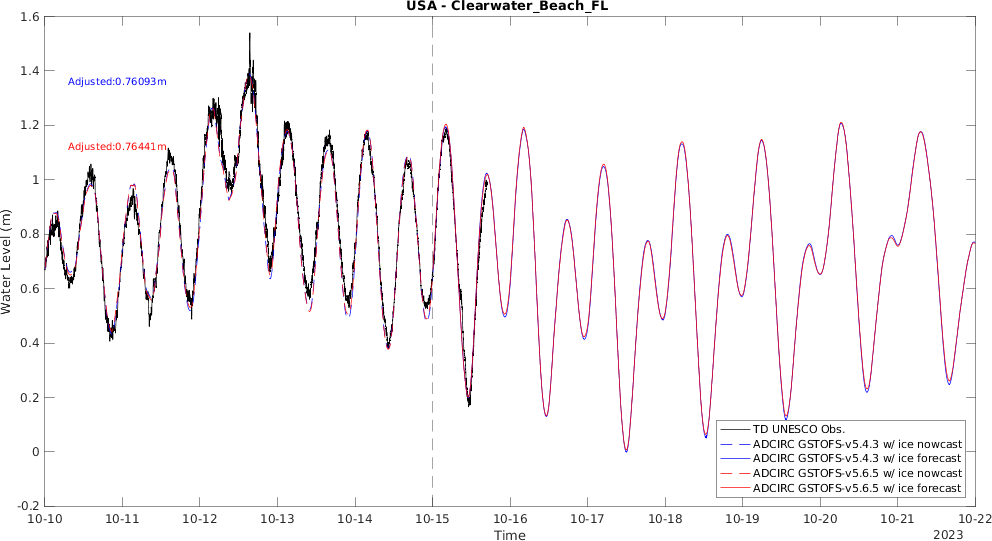 USA - Clearwater_Beach_FL
1.6
1.4
1.2
1
0.8
0.6
0.4
0.2
0
-0.2
Water Level (m)
Adjusted:0.76093m
Adjusted:0.76441m
TD UNESCO Obs.
ADCIRC GSTOFS-v5.4.3 w/ ice nowcast
ADCIRC GSTOFS-v5.4.3 w/ ice forecast
ADCIRC GSTOFS-v5.6.5 w/ ice nowcast
ADCIRC GSTOFS-v5.6.5 w/ ice forecast
10-10 10-11 10-12 10-13 10-14 10-15 10-16 10-17 10-18 10-19 10-20 10-21 10-22
Time
2023